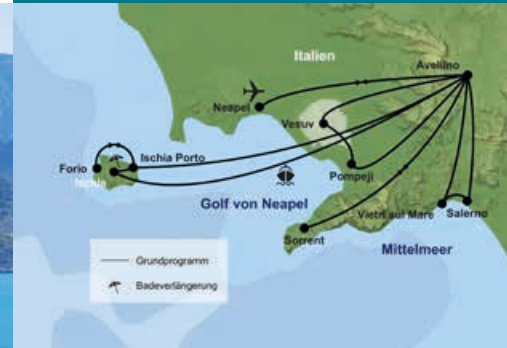 Italien
Avellino
Neapel
Vesuv
Ischia Porto
Forio
Ischia
Pompeji
Golf von Neapel
Vietri sul Mare
Salerno
Sorrent
Mittelmeer
Grundprogramm
Badeverlängerung